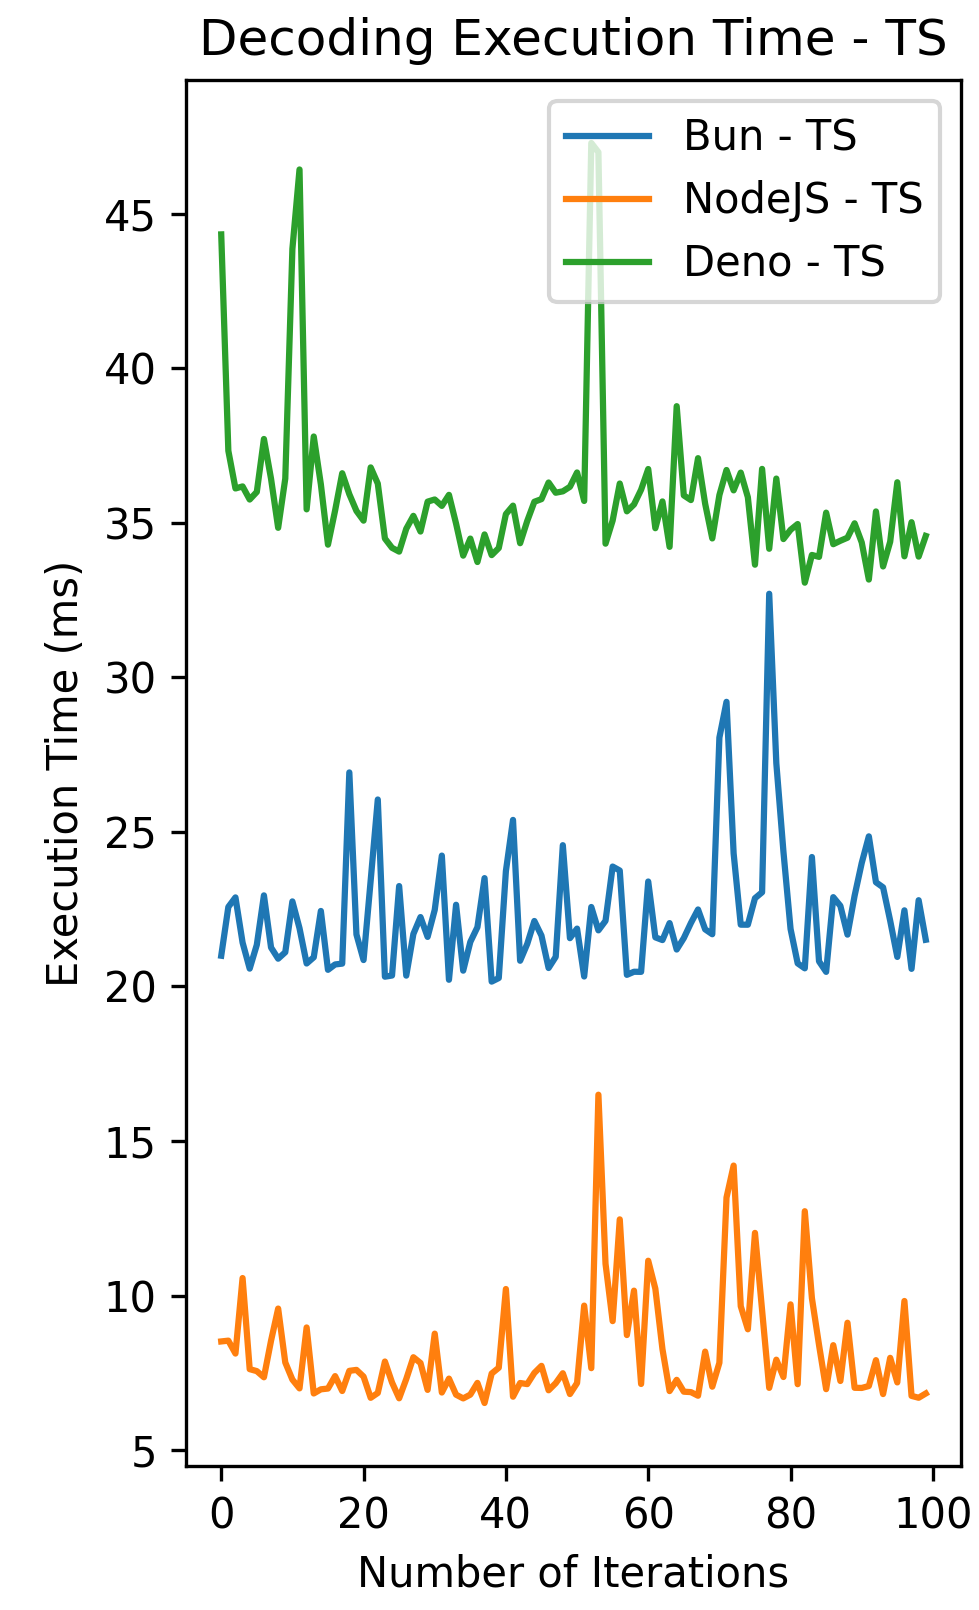 Decoding Execution Time - TS
Bun - TS
NodeJS - TS
Deno - TS
45
40
35
30
25
20
15
10
5
Execution Time (ms)
0 20 40 60 80 100
Number of Iterations